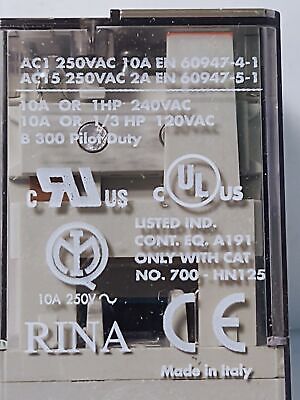 AC1 250VAC 10A EN 60947-4-1
AC15 250VAC 2A EN 60947-5-1
10A OR 1HP 240VAC
10A OR 1/3 HP 120VAC
B 300 Pilot Duty
c RU US
c UL US
LISTED IND.
CONT. EQ. A191
ONLY WITH CAT
NO. 700 - HN125
10A 250V~
RINA
CE
Made in Italy